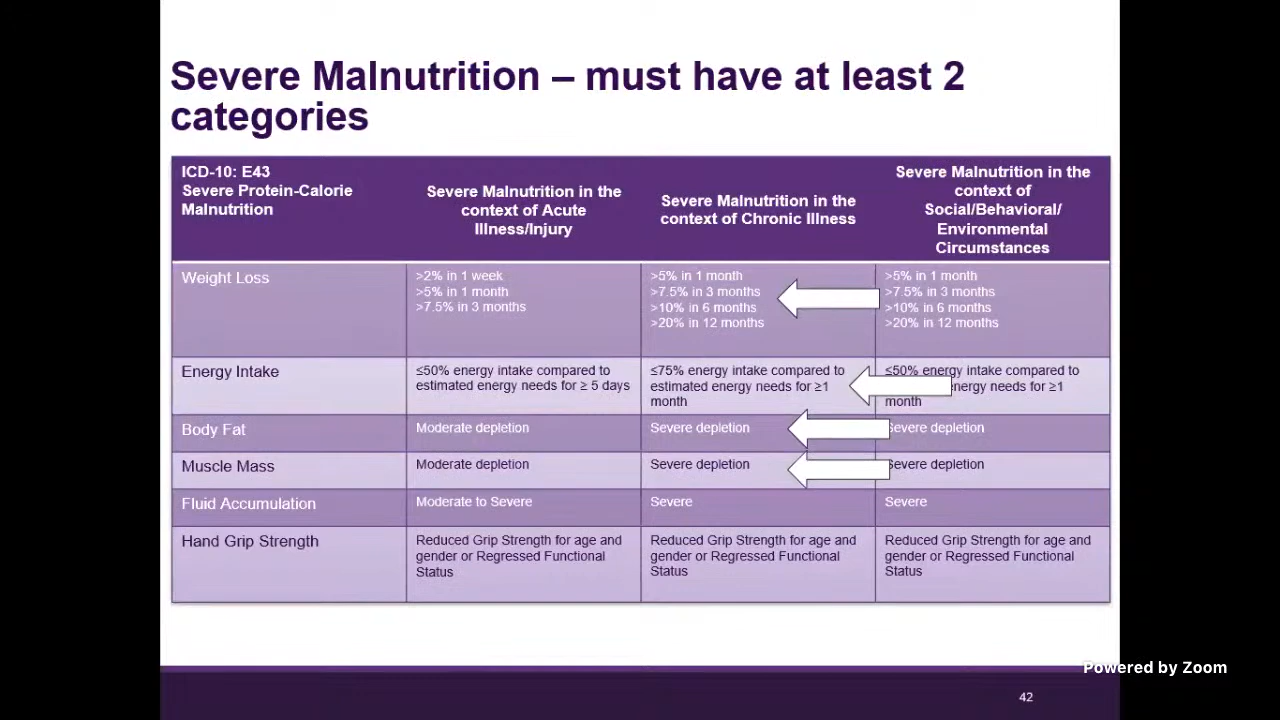 Severe Malnutrition – must have at least 2
categories
ICD-10: E43
Severe Protein-Calorie
Malnutrition
Severe Malnutrition in the
context of Acute
Illness/Injury
Severe Malnutrition in the
context of Chronic Illness
Severe Malnutrition in the
context of
Social/Behavioral/
Environmental
Circumstances
Weight Loss
>2% in 1 week
>5% in 1 month
>7.5% in 3 months
>5% in 1 month
>7.5% in 3 months
>10% in 6 months
>20% in 12 months
>5% in 1 month
>7.5% in 3 months
>10% in 6 months
>20% in 12 months
Energy Intake
≤50% energy intake compared to
estimated energy needs for ≥ 5 days
≤75% energy intake compared to
estimated energy needs for ≥1
month
≤50% energy intake compared to
energy needs for ≥1
month
Body Fat
Moderate depletion
Severe depletion
Severe depletion
Muscle Mass
Moderate depletion
Severe depletion
Severe depletion
Fluid Accumulation
Moderate to Severe
Severe
Severe
Hand Grip Strength
Reduced Grip Strength for age and
gender or Regressed Functional
Status
Reduced Grip Strength for age and
gender or Regressed Functional
Status
Reduced Grip Strength for age and
gender or Regressed Functional
Status
Powered by Zoom
42